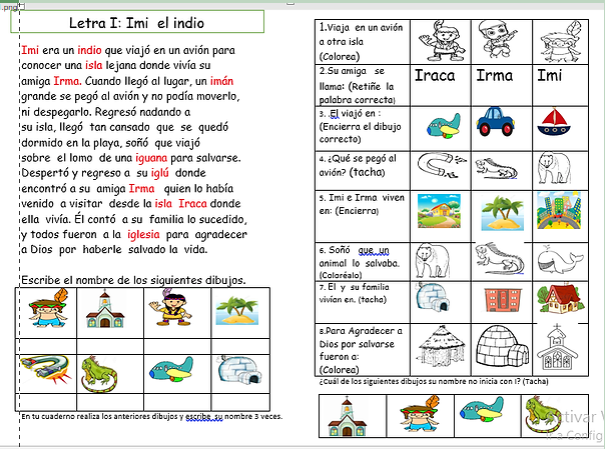 .png
Letra I: Imi el indio
Imi era un indio que viajó en un avión para
conocer una isla lejana donde vivía su
amiga Irma. Cuando llegó al lugar, un imán
grande se pegó al avión y no podía moverlo,
ni despegarlo. Regresó nadando a
su isla, llegó tan cansado que se quedó
dormido en la playa, soñó que viajó
sobre el lomo de una iguana para salvarse.
Despertó y regreso a su iglú donde
encontró a su amiga Irma quien lo había
venido a visitar desde la isla Iraca donde
ella vivía. Él contó a su familia lo sucedido,
y todos fueron a la iglesia para agradecer
a Dios por haberle salvado la vida.
Escribe el nombre de los siguientes dibujos.
En tu cuaderno realiza los anteriores dibujos y escribe su nombre 3 veces.
1.Viaja en un avión
a otra isla
(Colorea)
2.Su amiga se
llama: (Retiñe la
palabra correcta)
Iraca Irma Imi
3. .El viajó en :
(Encierra el dibujo
correcto)
4. ¿Qué se pegó al
avión? (tacha)
5. Imi e Irma viven
en: (Encierra)
6. Soñó que un
animal lo salvaba.
(Coloréalo)
7. El y su familia
vivían en. (tacha)
8.Para Agradecer a
Dios por salvarse
fueron a:
(Colorea)
¿Cuál de los siguientes dibujos su nombre no inicia con I? (Tacha)